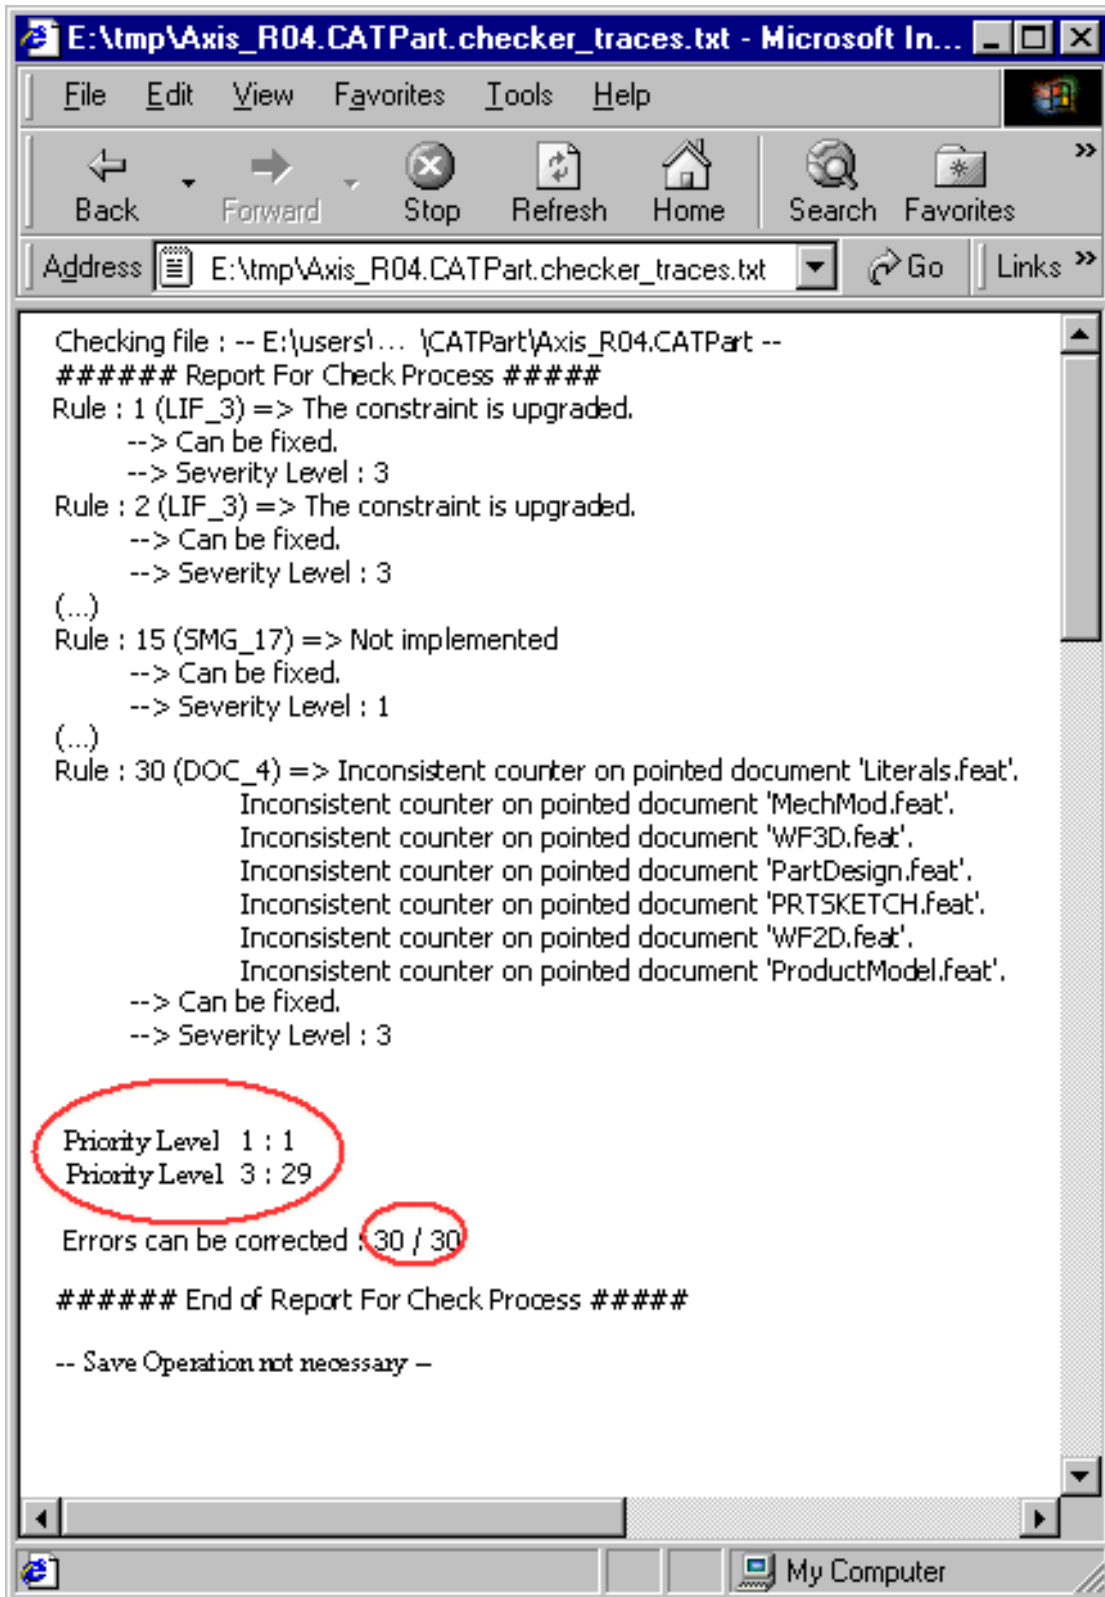 E:\tmp\Axis_R04.CATPart.checker_traces.txt - Microsoft In...
File Edit View Favorites Tools Help
Back Forward Stop Refresh Home Search Favorites »
Address E:\tmp\Axis_R04.CATPart.checker_traces.txt Go Links »
Checking file : -- E:\users\... \CATPart\Axis_R04.CATPart --
###### Report For Check Process #####
Rule : 1 (LIF_3) => The constraint is upgraded.
--> Can be fixed.
--> Severity Level : 3
Rule : 2 (LIF_3) => The constraint is upgraded.
--> Can be fixed.
--> Severity Level : 3
(...)
Rule : 15 (SMG_17) => Not implemented
--> Can be fixed.
--> Severity Level : 1
(...)
Rule : 30 (DOC_4) => Inconsistent counter on pointed document 'Literals.feat'.
Inconsistent counter on pointed document 'MechMod.feat'.
Inconsistent counter on pointed document 'WF3D.feat'.
Inconsistent counter on pointed document 'PartDesign.feat'.
Inconsistent counter on pointed document 'PRTSKETCH.feat'.
Inconsistent counter on pointed document 'WF2D.feat'.
Inconsistent counter on pointed document 'ProductModel.feat'.
--> Can be fixed.
--> Severity Level : 3
Priority Level 1 : 1
Priority Level 3 : 29
Errors can be corrected : 30 / 30
###### End of Report For Check Process #####
-- Save Operation not necessary --
My Computer